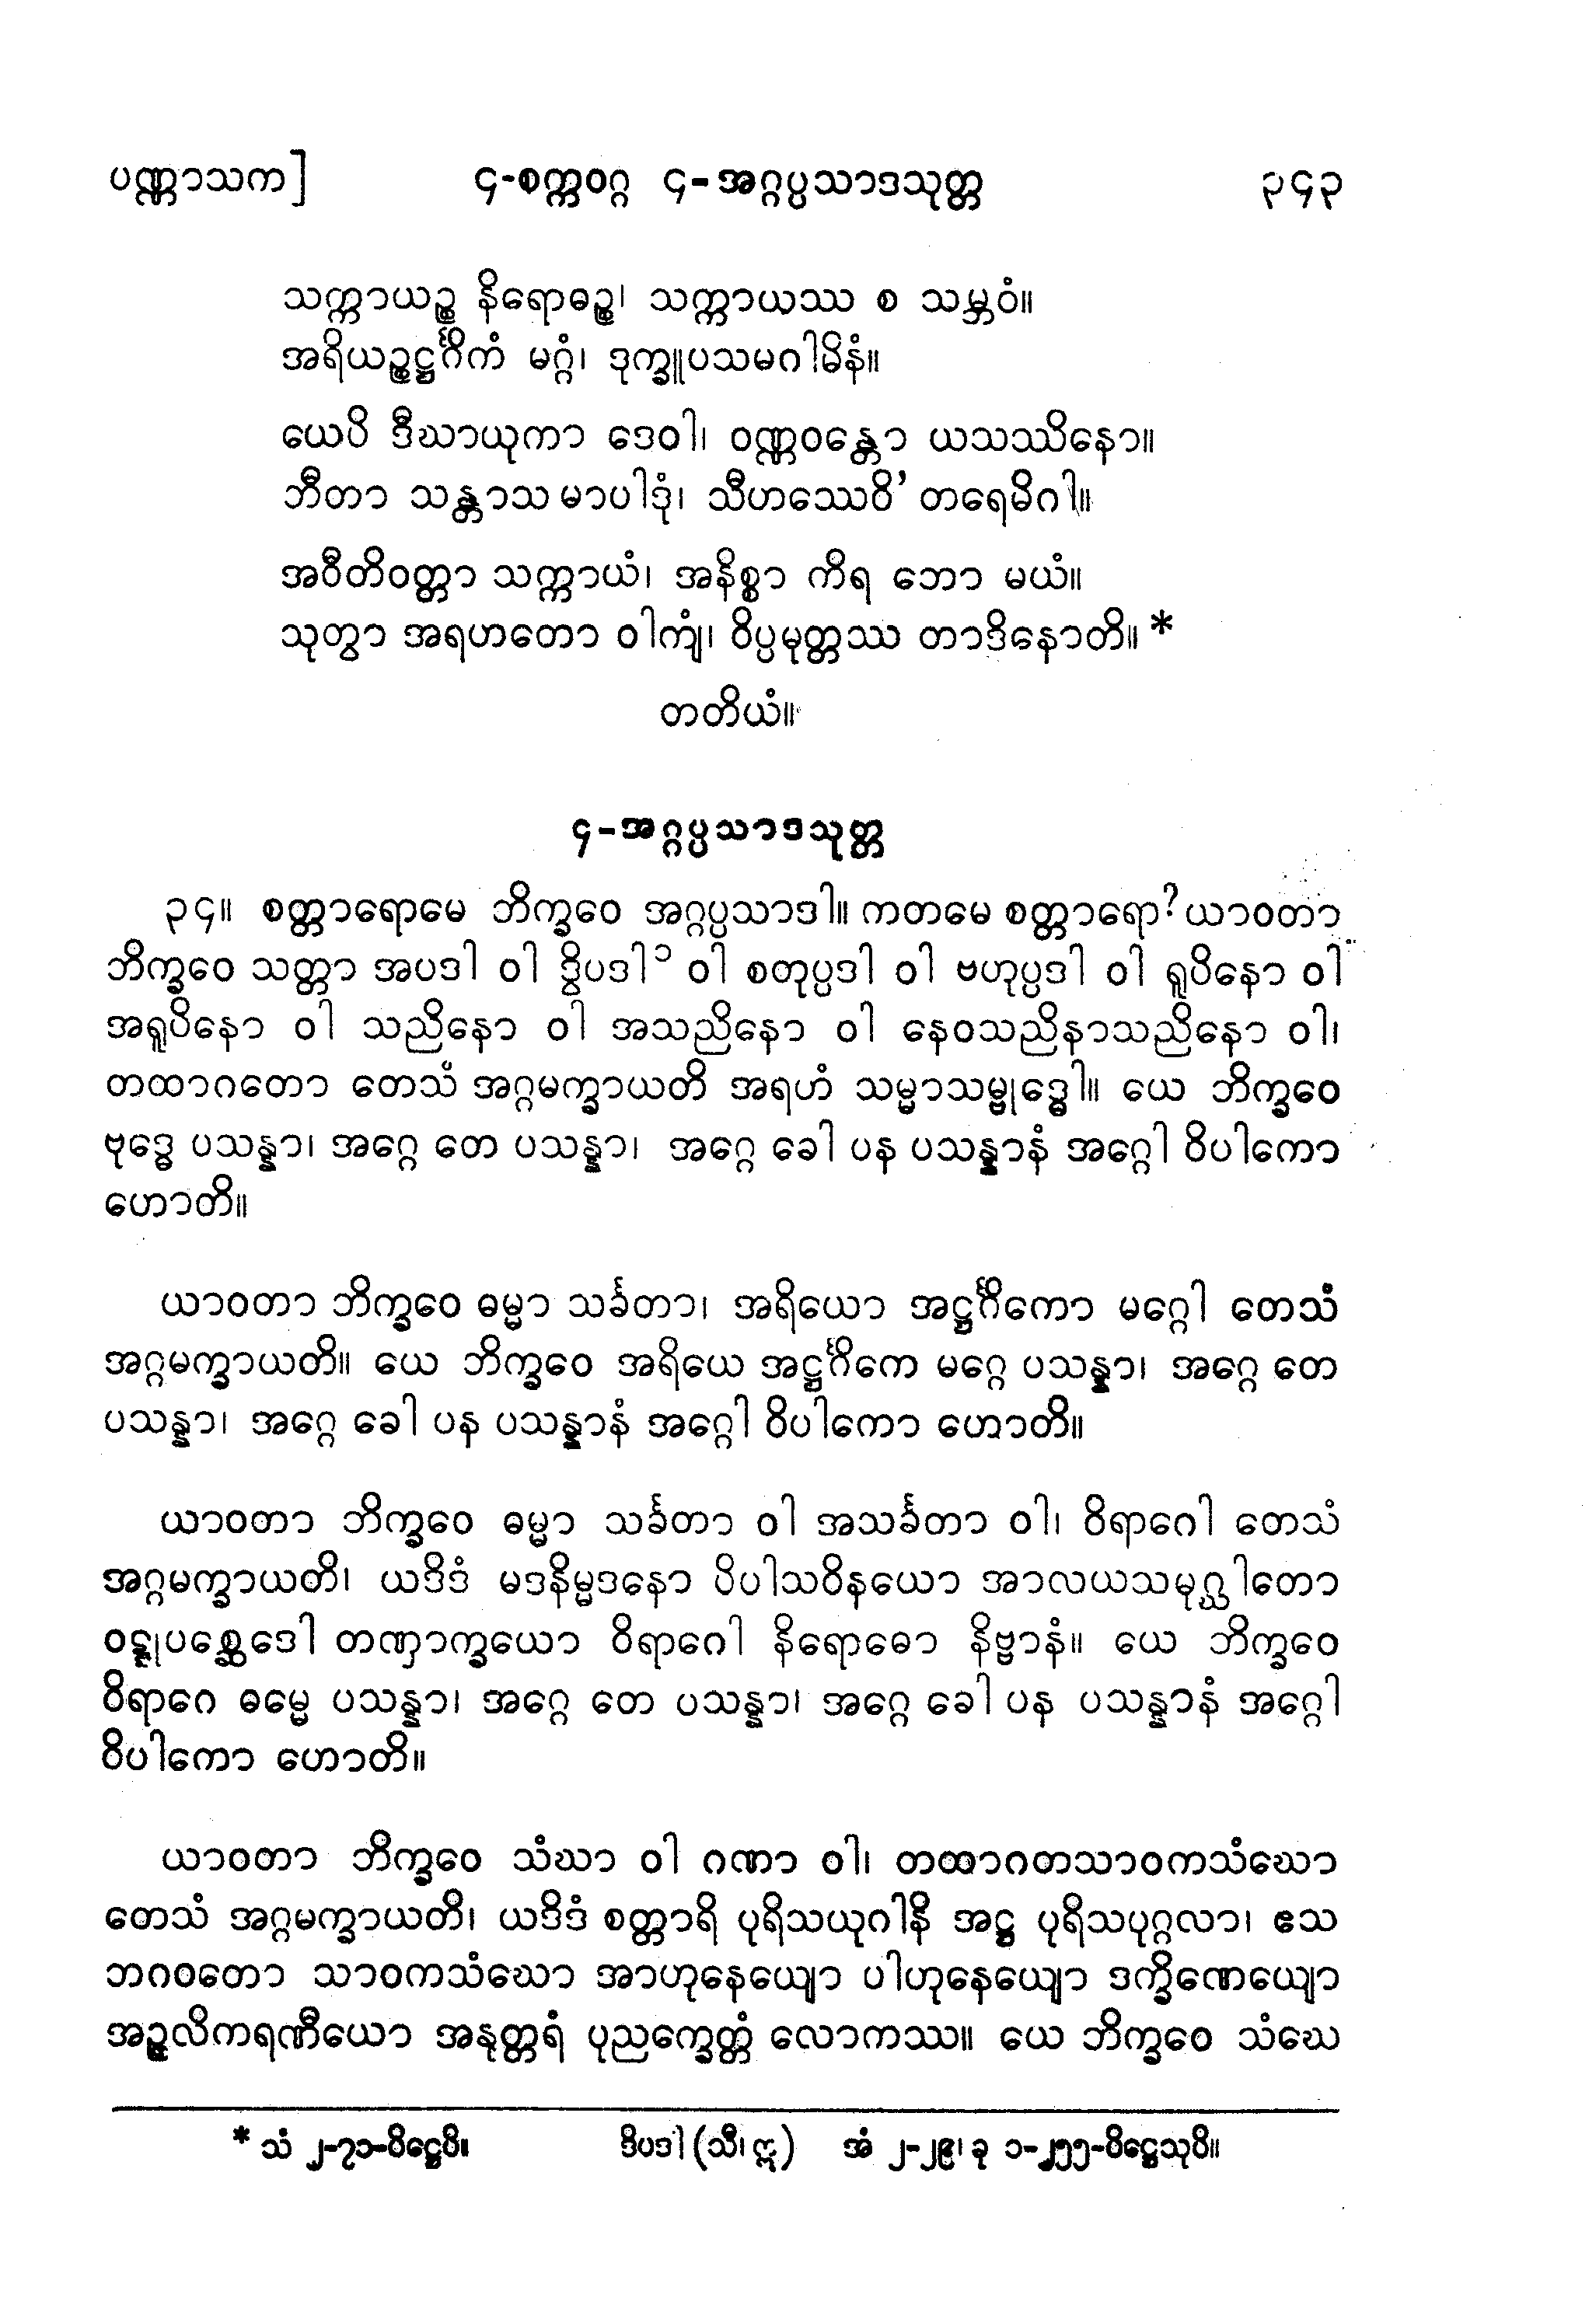 ပဏ္ဏာသက] ၄-စက္ကဝဂ္ဂ ၄-အဂ္ဂပ္ပသာဒသုတ္တ ၃၄၃
သက္ကာယဉ္စ နိရောဓဉ္စ၊ သက္ကာယဿ စ သမ္ဘဝံ။
အရိယဉ္စဋ္ဌင်္ဂိကံ မဂ္ဂံ၊ ဒုက္ခူပသမဂါမိနံ။
ယေပိ ဒီဃာယုကာ ဒေဝါ၊ ဝဏ္ဏဝန္တော ယသဿိနော။
ဘီတာ သန္တာသမာပါဒုံ၊ သီဟဿေဝိ’ တရေမိဂါ။
အဝီတိဝတ္တာ သက္ကာယံ၊ အနိစ္စာ ကိရ ဘော မယံ။
သုတွာ အရဟတော ဝါကျံ၊ ဝိပ္ပမုတ္တဿ တာဒိနောတိ။ *
တတိယံ။
၄-အဂ္ဂပ္ပသာဒသုတ္တ
၃၄။ စတ္တာရောမေ ဘိက္ခဝေ အဂ္ဂပ္ပသာဒါ။ ကတမေ စတ္တာရော? ယာဝတာ
ဘိက္ခဝေ သတ္တာ အပဒါ ဝါ ဒွိပဒါ၁ ဝါ စတုပ္ပဒါ ဝါ ဗဟုပ္ပဒါ ဝါ ရူပိနော ဝါ
အရူပိနော ဝါ သညိနော ဝါ အသညိနော ဝါ နေဝသညိနာသညိနော ဝါ၊
တထာဂတော တေသံ အဂ္ဂမက္ခာယတိ အရဟံ သမ္မာသမ္ဗုဒ္ဓေါ။ ယေ ဘိက္ခဝေ
ဗုဒ္ဓေ ပသန္နာ၊ အဂ္ဂေ တေ ပသန္နာ၊ အဂ္ဂေ ခေါ ပန ပသန္နာနံ အဂ္ဂေါ ဝိပါကော
ဟောတိ။
ယာဝတာ ဘိက္ခဝေ ဓမ္မာ သင်္ခတာ၊ အရိယော အဋ္ဌင်္ဂိကော မဂ္ဂေါ တေသံ
အဂ္ဂမက္ခာယတိ။ ယေ ဘိက္ခဝေ အရိယေ အဋ္ဌင်္ဂိကေ မဂ္ဂေ ပသန္နာ၊ အဂ္ဂေ တေ
ပသန္နာ၊ အဂ္ဂေ ခေါ ပန ပသန္နာနံ အဂ္ဂေါ ဝိပါကော ဟောတိ။
ယာဝတာ ဘိက္ခဝေ ဓမ္မာ သင်္ခတာ ဝါ အသင်္ခတာ ဝါ၊ ဝိရာဂေါ တေသံ
အဂ္ဂမက္ခာယတိ၊ ယဒိဒံ မဒနိမ္မဒနော ပိပါသဝိနယော အာလယသမုဂ္ဃါတော
ဝဋ္ဋုပစ္ဆေဒေါ တဏှာက္ခယော ဝိရာဂေါ နိရောဓော နိဗ္ဗာနံ။ ယေ ဘိက္ခဝေ
ဝိရာဂေ ဓမ္မေ ပသန္နာ၊ အဂ္ဂေ တေ ပသန္နာ၊ အဂ္ဂေ ခေါ ပန ပသန္နာနံ အဂ္ဂေါ
ဝိပါကော ဟောတိ။
ယာဝတာ ဘိက္ခဝေ သံဃာ ဝါ ဂဏာ ဝါ၊ တထာဂတသာဝကသံဃော
တေသံ အဂ္ဂမက္ခာယတိ၊ ယဒိဒံ စတ္တာရိ ပုရိသယုဂါနိ အဋ္ဌ ပုရိသပုဂ္ဂလာ၊ ဧသ
ဘဂဝတော သာဝကသံဃော အာဟုနေယျော ပါဟုနေယျော ဒက္ခိဏေယျော
အဉ္ဇလိကရဏီယော အနုတ္တရံ ပုညက္ခေတ္တံ လောကဿ။ ယေ ဘိက္ခဝေ သံဃေ
* သံ ၂-၇၁-ပိဋ္ဌေပိ။ ဒိပဒါ (သီ၊ ဣ) အံ ၂-၂၉၊ ခု ၁-၂၅၅-ပိဋ္ဌေသုပိ။